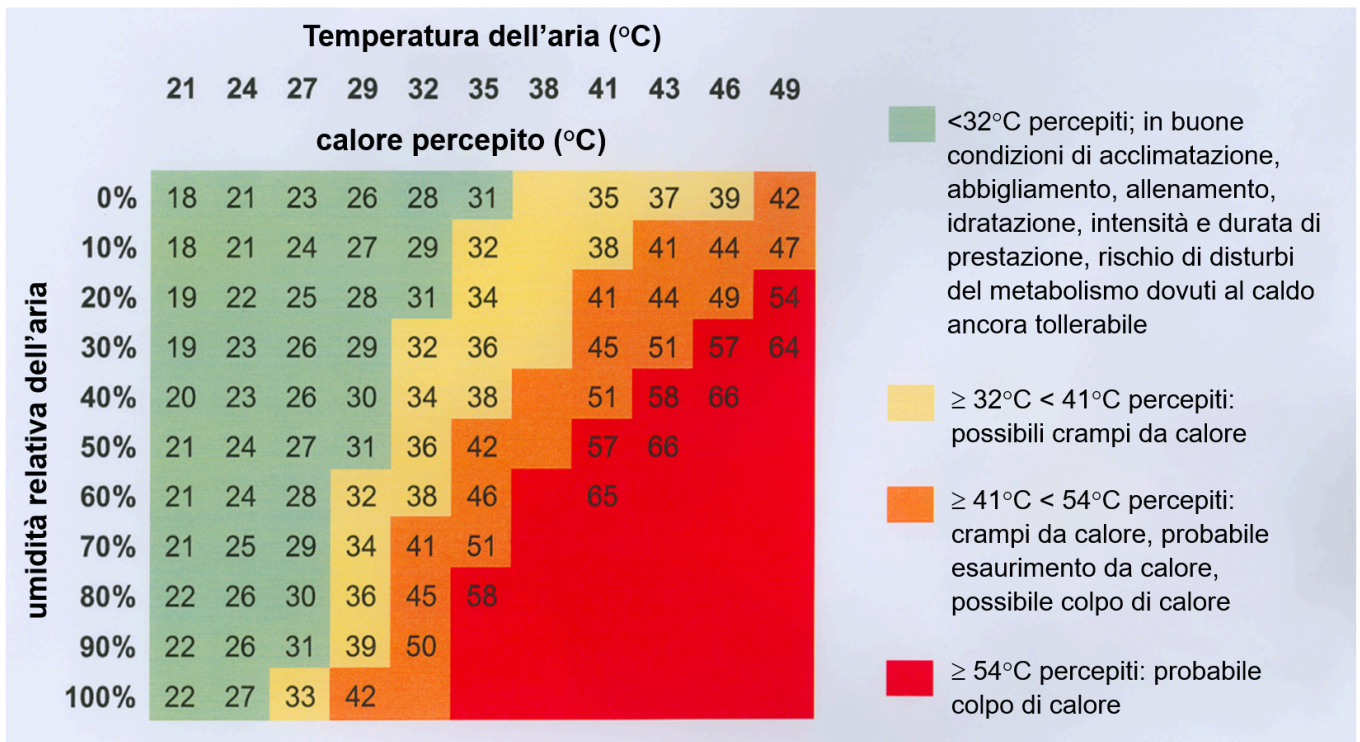 Temperatura dell’aria (°C)
21 24 27 29 32 35 38 41 43 46 49
calore percepito (°C)
umidità relativa dell’aria
0% 18 21 23 26 28 31 35 37 39 42
10% 18 21 24 27 29 32 38 41 44 47
20% 19 22 25 28 31 34 41 44 49 54
30% 19 23 26 29 32 36 45 51 57 64
40% 20 23 26 30 34 38 51 58 66
50% 21 24 27 31 36 42 57 66
60% 21 24 28 32 38 46 65
70% 21 25 29 34 41 51
80% 22 26 30 36 45 58
90% 22 26 31 39 50
100% 22 27 33 42
<32°C percepiti; in buone
condizioni di acclimatazione,
abbigliamento, allenamento,
idratazione, intensità e durata di
prestazione, rischio di disturbi
del metabolismo dovuti al caldo
ancora tollerabile
≥ 32°C < 41°C percepiti:
possibili crampi da calore
≥ 41°C < 54°C percepiti:
crampi da calore, probabile
esaurimento da calore,
possibile colpo di calore
≥ 54°C percepiti: probabile
colpo di calore